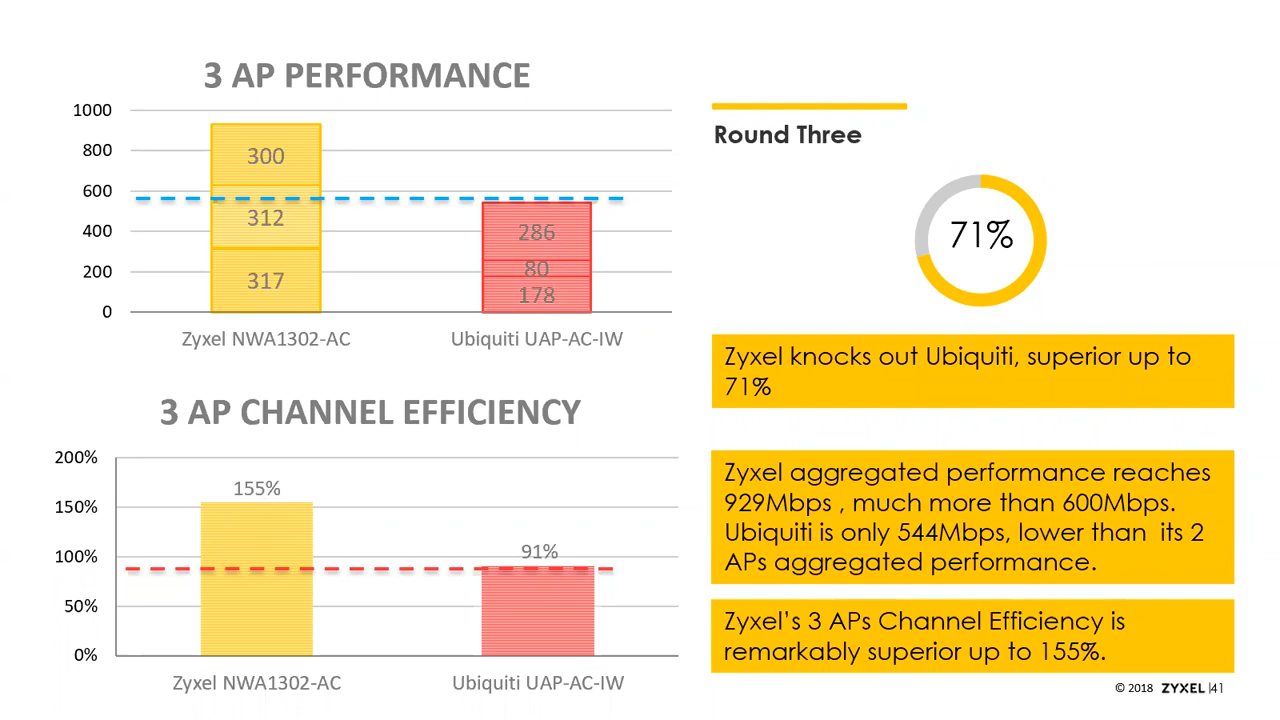 3 AP PERFORMANCE
1000
800
600
400
200
0
300
312
317
286
80
178
Zyxel NWA1302-AC
Ubiquiti UAP-AC-IW
3 AP CHANNEL EFFICIENCY
200%
150%
100%
50%
0%
155%
91%
Zyxel NWA1302-AC
Ubiquiti UAP-AC-IW
Round Three
71%
Zyxel knocks out Ubiquiti, superior up to
71%
Zyxel aggregated performance reaches
929Mbps , much more than 600Mbps.
Ubiquiti is only 544Mbps, lower than  its 2
APs aggregated performance.
Zyxel’s 3 APs Channel Efficiency is
remarkably superior up to 155%.
© 2018 ZYXEL |41